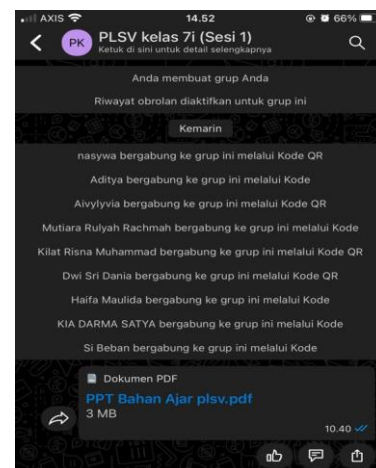 AXIS 14.52 66%
PK PLSV kelas 7i (Sesi 1)
Ketuk di sini untuk detail selengkapnya
Anda membuat grup Anda
Riwayat obrolan diaktifkan untuk grup ini
Kemarin
nasywa bergabung ke grup ini melalui Kode QR
Aditya bergabung ke grup ini melalui Kode
Aivylyvia bergabung ke grup ini melalui Kode QR
Mutiara Rulyah Rachmah bergabung ke grup ini melalui Kode
Kilat Risna Muhammad bergabung ke grup ini melalui Kode QR
Dwi Sri Dania bergabung ke grup ini melalui Kode QR
Haifa Maulida bergabung ke grup ini melalui Kode
KIA DARMA SATYA bergabung ke grup ini melalui Kode
Si Beban bergabung ke grup ini melalui Kode
Dokumen PDF
PPT Bahan Ajar plsv.pdf
3 MB
10.40